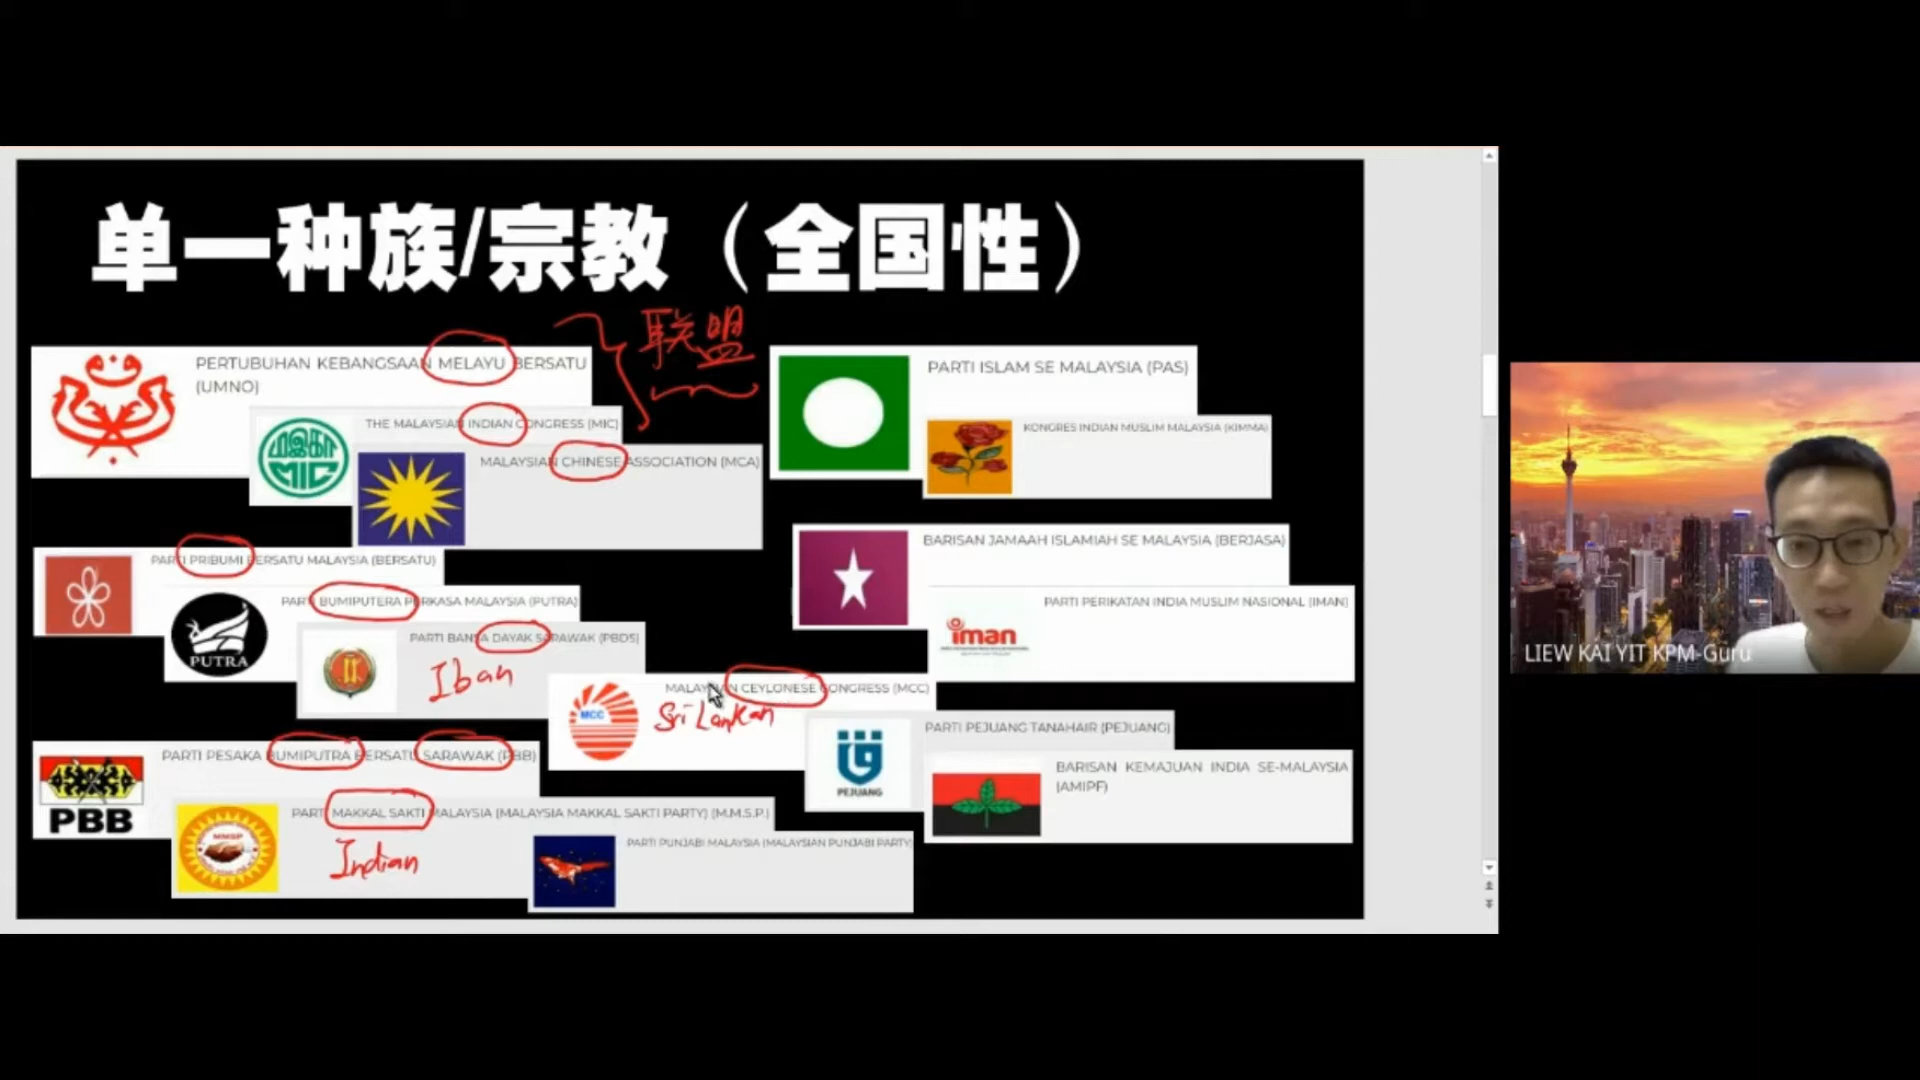 单一种族/宗教（全国性）
联盟
PERTUBUHAN KEBANGSAAN MELAYU BERSATU
(UMNO)
THE MALAYSIAN INDIAN CONGRESS (MIC)
மஇகா
MIC
MALAYSIAN CHINESE ASSOCIATION (MCA)
PARTI PRIBUMI BERSATU MALAYSIA (BERSATU)
PARTI BUMIPUTERA PERKASA MALAYSIA (PUTRA)
PUTRA
PARTI BANSA DAYAK SARAWAK (PBDS)
Iban
MALAYSIAN CEYLONESE CONGRESS (MCC)
MCC
Sri Lankan
PARTI PESAKA BUMIPUTRA BERSATU SARAWAK (PBB)
PBB
PARTI MAKKAL SAKTI MALAYSIA (MALAYSIA MAKKAL SAKTI PARTY) (M.M.S.P.)
MMSP
Indian
PARTI PUNJABI MALAYSIA (MALAYSIAN PUNJABI PARTY)
PARTI ISLAM SE MALAYSIA (PAS)
KONGRES INDIAN MUSLIM MALAYSIA (KIMMA)
BARISAN JAMAAH ISLAMIAH SE MALAYSIA (BERJASA)
PARTI PERIKATAN INDIA MUSLIM NASIONAL (IMAN)
iman
PARTI PEJUANG TANAHAIR (PEJUANG)
PEJUANG
BARISAN KEMAJUAN INDIA SE-MALAYSIA
(AMIPF)
LIEW KAI YIT KPM-Guru